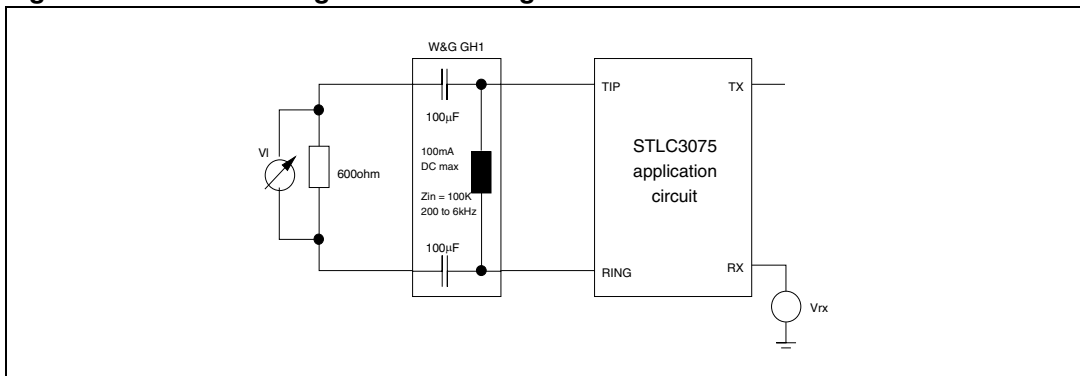 W&G GH1
TIP
TX
100μF
VI
600ohm
100mA
DC max
Zin = 100K
200 to 6kHz
STLC3075
application
circuit
100μF
RING
RX
Vrx